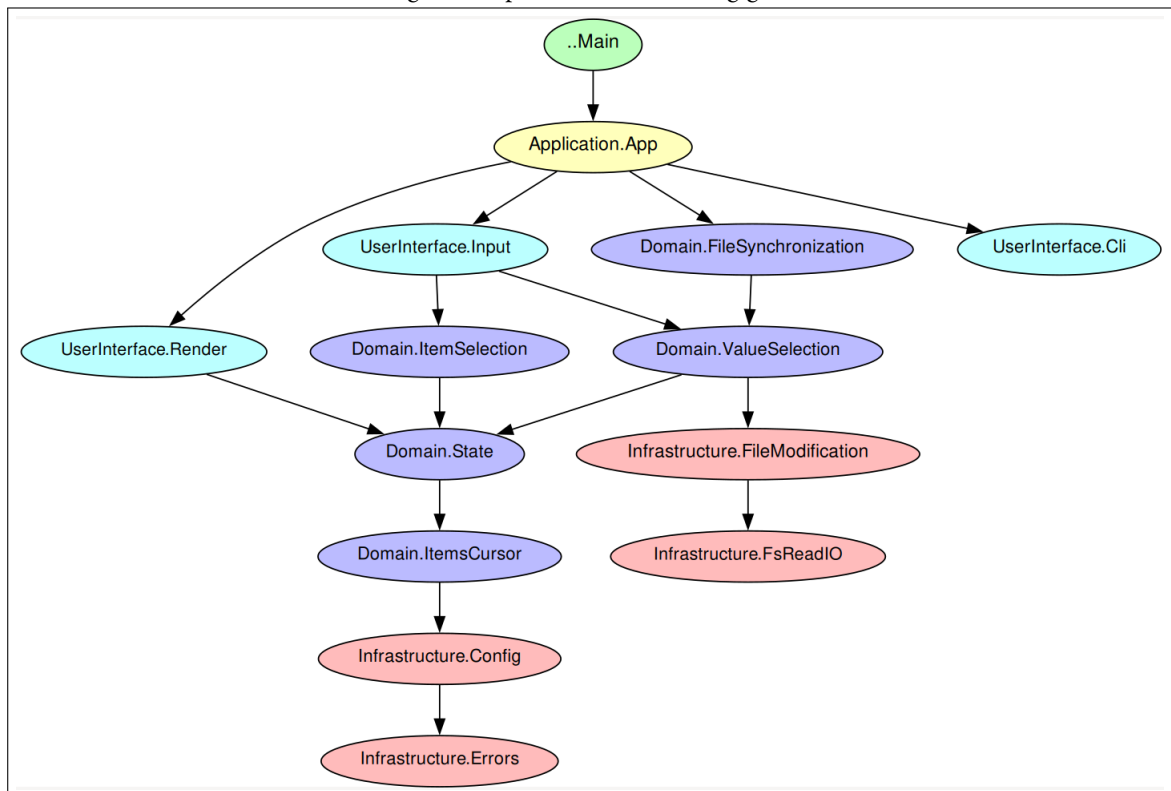 ..Main
Application.App
UserInterface.Input
Domain.FileSynchronization
UserInterface.Cli
UserInterface.Render
Domain.ItemSelection
Domain.ValueSelection
Domain.State
Infrastructure.FileModification
Domain.ItemsCursor
Infrastructure.FsReadIO
Infrastructure.Config
Infrastructure.Errors